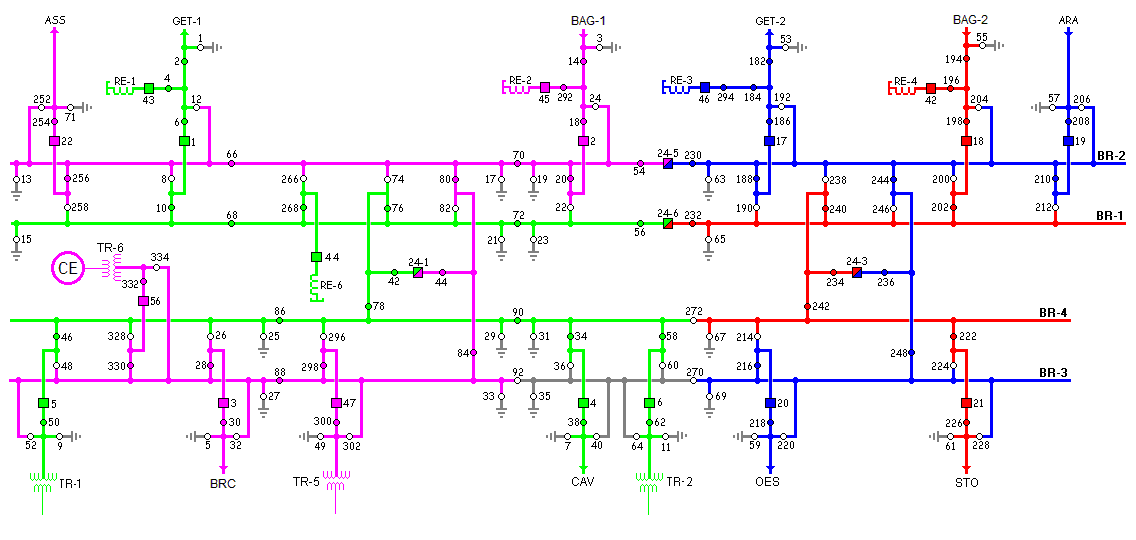 ASS GET-1 BAG-1 GET-2 BAG-2 ARA
1 3 53 55
2 14 182 194
RE-1 4 RE-2 RE-3 RE-4 196
43 45 292 46 294 184 42
252 71 12 24 192 204 57 206
254 6 18 186 198 208
22 1 2 17 18 19
66 70 24-5 230 BR-2
54
13 256 8 266 74 80 17 19 20 63 188 238 244 200 210
258 10 268 76 82 22 190 240 246 202 212
68 72 24-6 232 BR-1
56
15 21 23 65
CE TR-6 334 44 24-1 24-3
332 42 44 234 236
56 RE-6
78 242
86 90 272 BR-4
46 328 26 25 296 29 31 34 58 67 214 222
48 330 28 298 84 36 60 216 248 224
88 92 270 BR-3
27 33 35 69
5 3 47 4 6 20 21
50 30 300 38 62 218 226
52 9 5 32 49 302 7 40 64 11 59 220 61 228
TR-1 BRC TR-5 CAV TR-2 OES STO